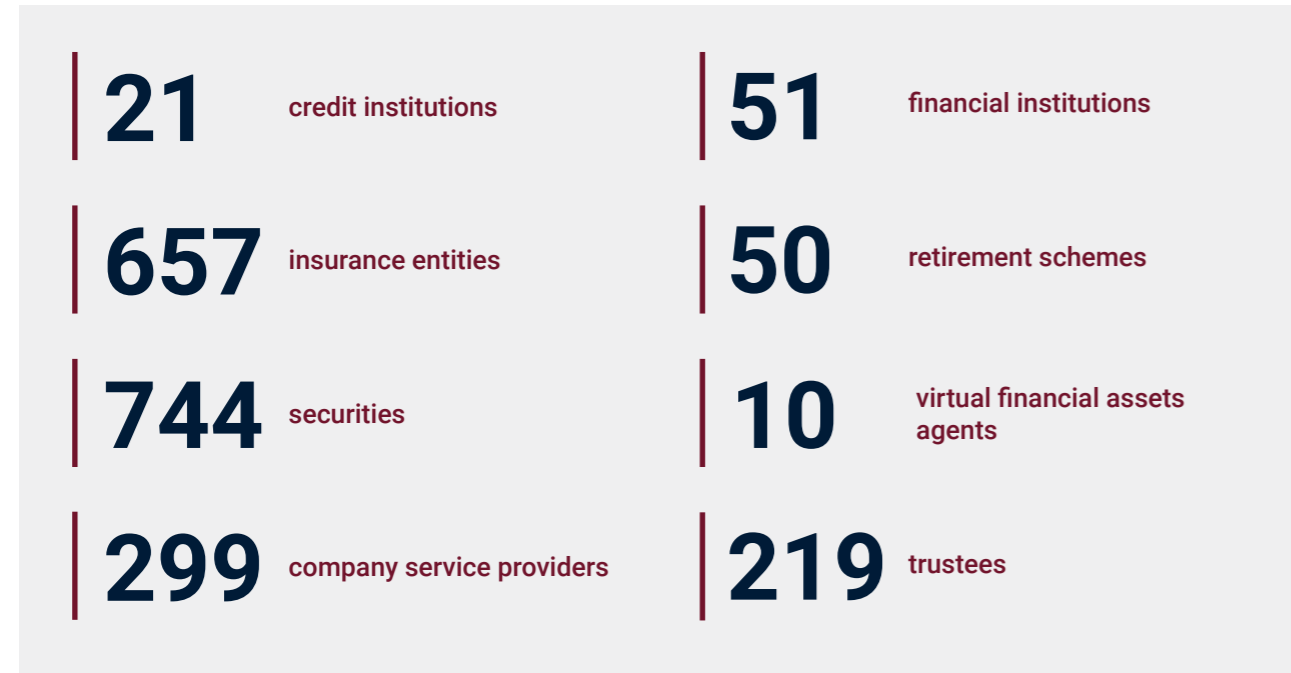 21 credit institutions
51 financial institutions
657 insurance entities
50 retirement schemes
744 securities
10 virtual financial assets
agents
299 company service providers
219 trustees